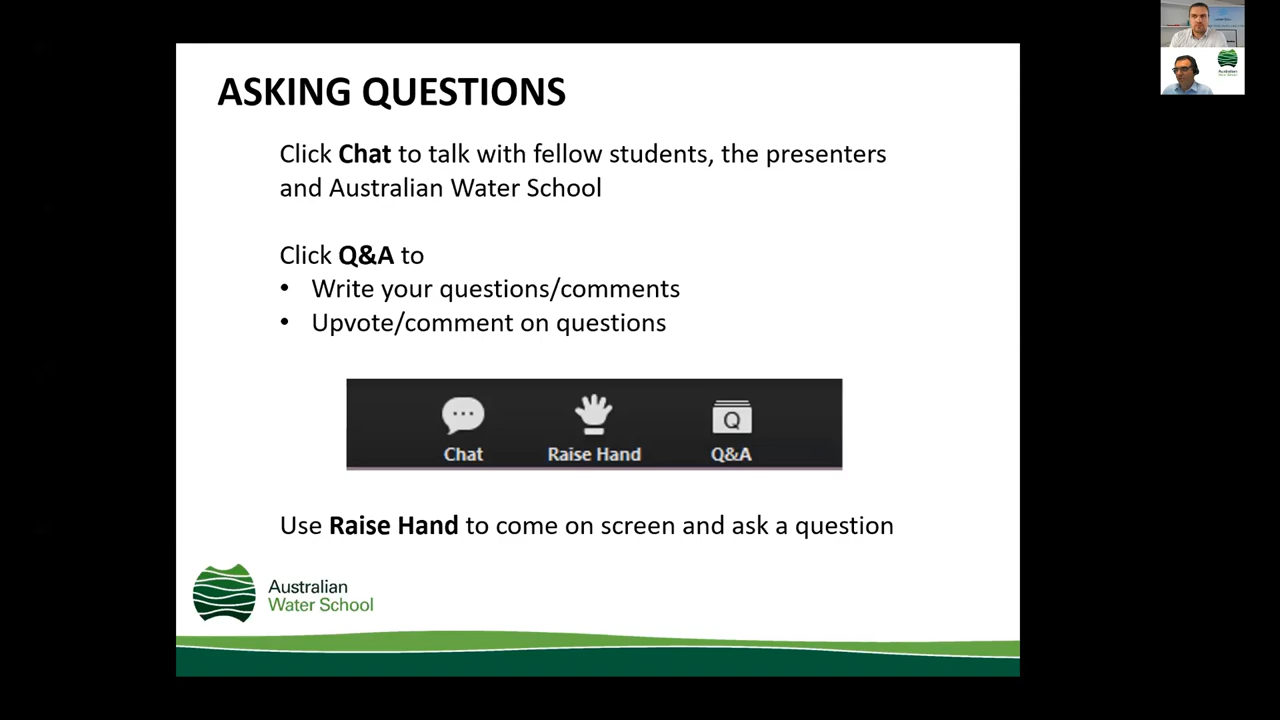 ASKING QUESTIONS
Click Chat to talk with fellow students, the presenters
and Australian Water School
Click Q&A to
• Write your questions/comments
• Upvote/comment on questions
Q
Chat
Raise Hand
Q&A
Use Raise Hand to come on screen and ask a question
Australian
Water School